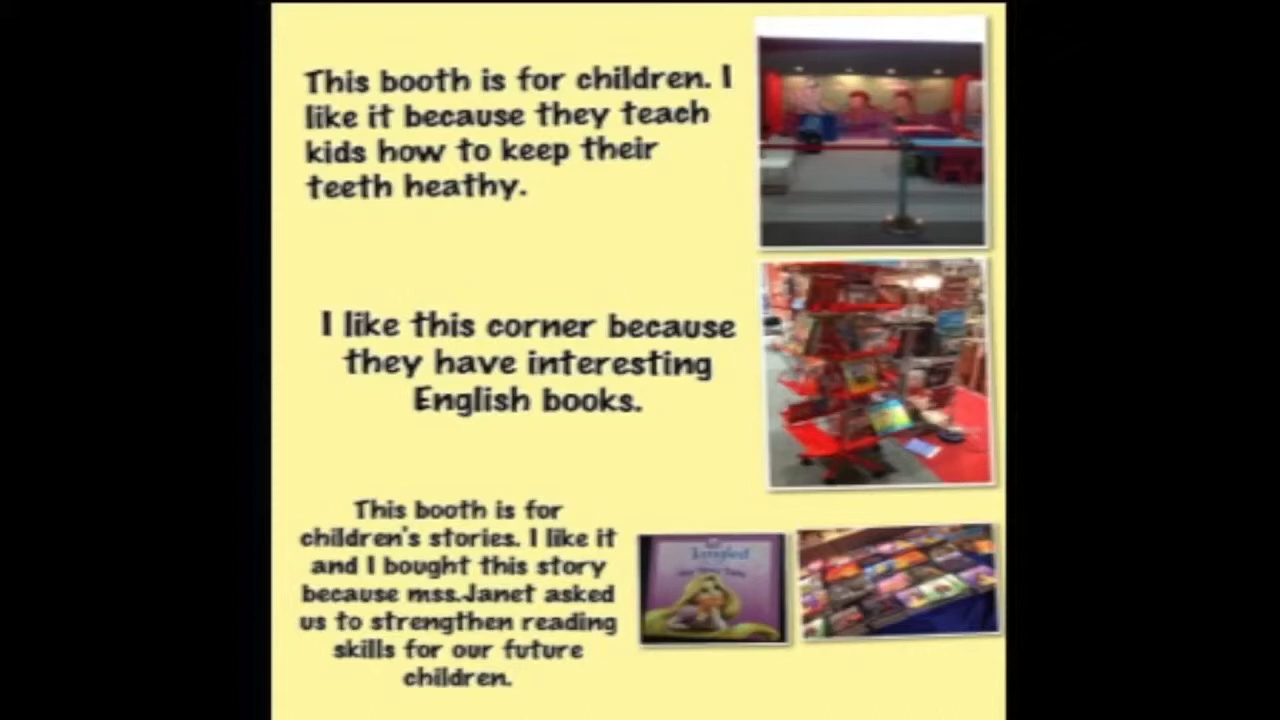 This booth is for children. I
like it because they teach
kids how to keep their
teeth heathy.
I like this corner because
they have interesting
English books.
This booth is for
children's stories. I like it
and I bought this story
because mss.Janet asked
us to strengthen reading
skills for our future
children.
Tangled